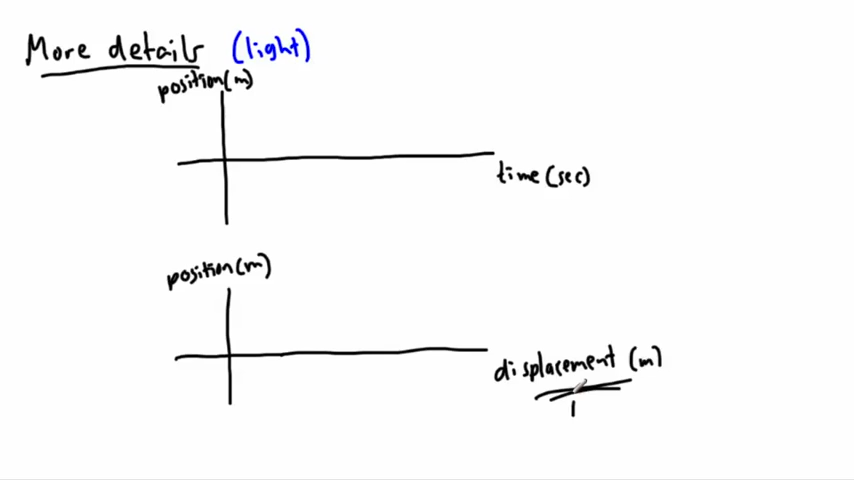 More details (light)
position(m)
time(sec)
position(m)
displacement (m)